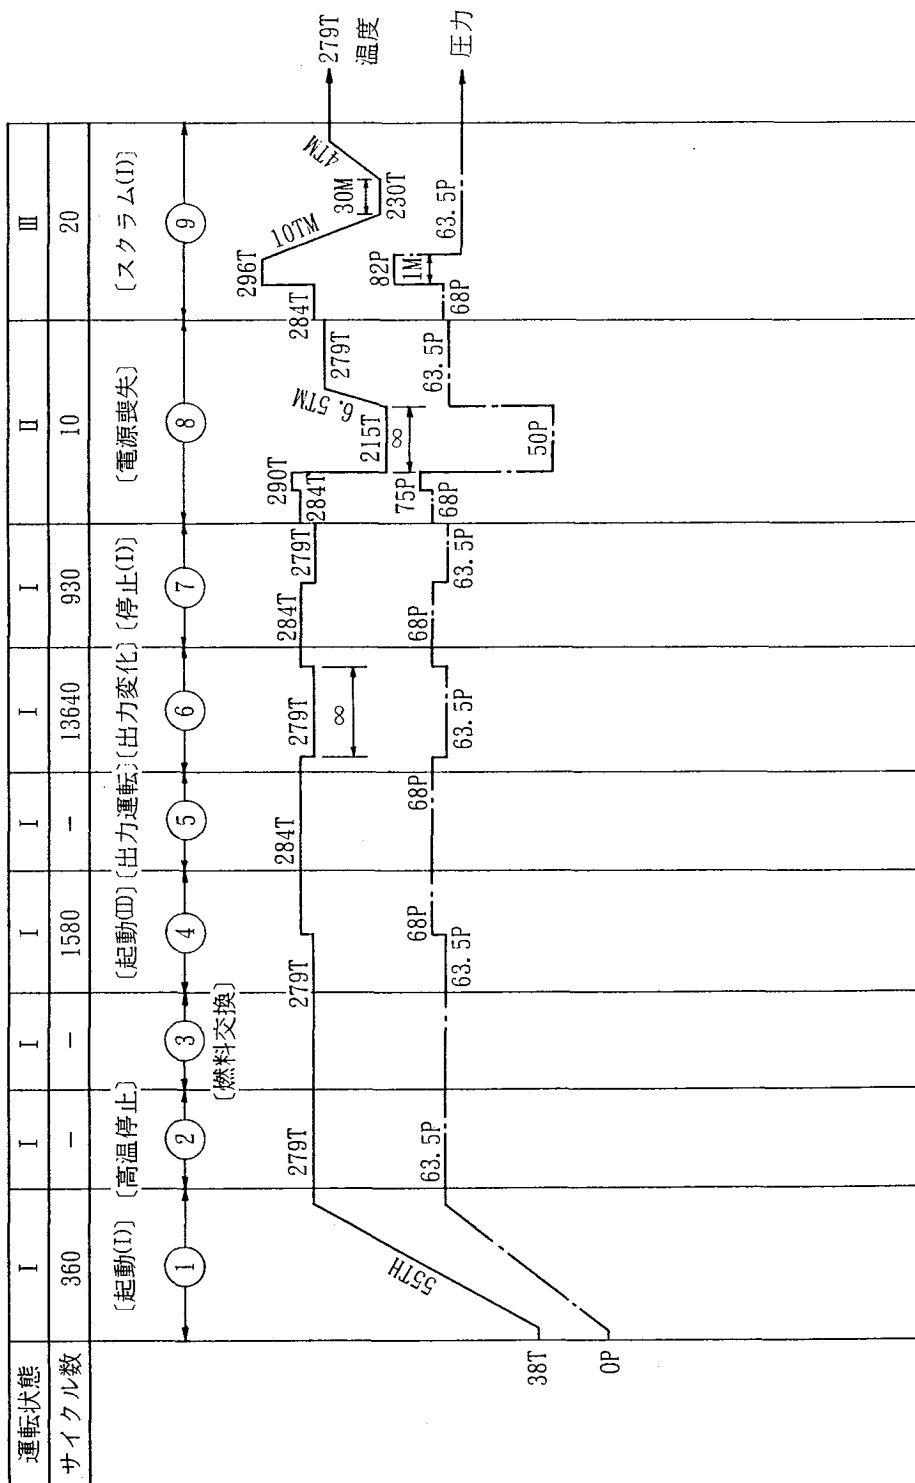 運転状態 I I I I I I I II III
サイクル数 360 － － 1580 － 13640 930 10 20
〔起動(I)〕 〔高温停止〕 〔燃料交換〕 〔起動(III)〕 〔出力運転〕 〔出力変化〕 〔停止(I)〕 〔電源喪失〕 〔スクラム(I)〕
1 2 3 4 5 6 7 8 9
38T 55TH 279T 279T 284T 279T ∞ 284T 279T 284T 290T 215T ∞ 6.5TM 279T 284T 296T 10TM 30M 230T 4TM 279T
温度
0P 63.5P 63.5P 68P 68P 63.5P 68P 63.5P 68P 75P 50P 63.5P 68P 82P 1M 63.5P
圧力